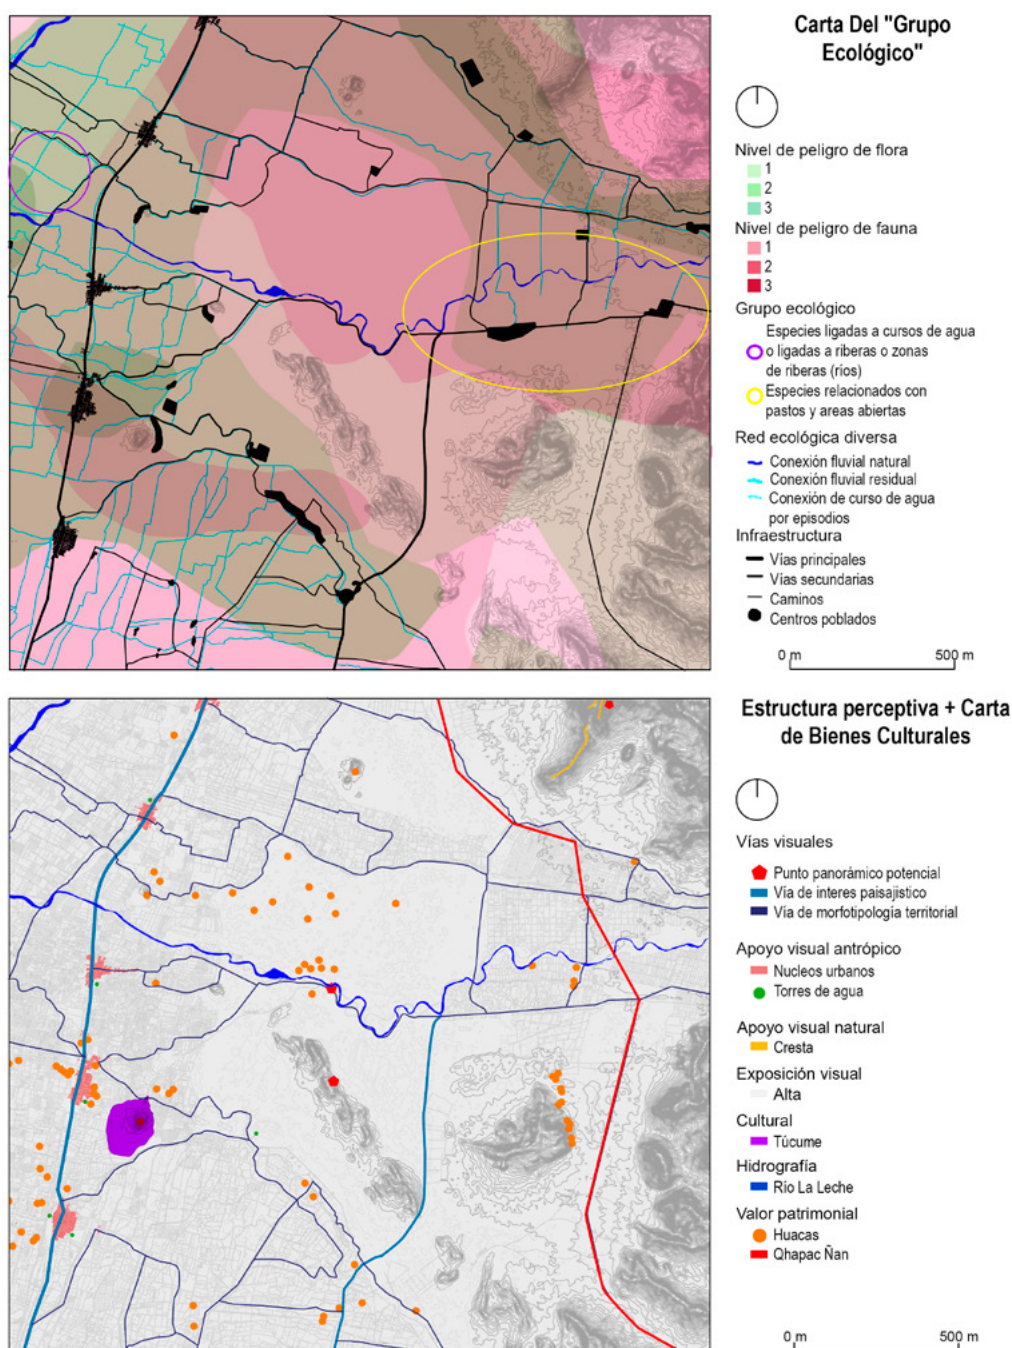 Carta Del "Grupo
Ecológico"
Nivel de peligro de flora
1
2
3
Nivel de peligro de fauna
1
2
3
Grupo ecológico
Especies ligadas a cursos de agua
o ligadas a riberas o zonas
de riberas (ríos)
Especies relacionados con
pastos y areas abiertas
Red ecológica diversa
Conexión fluvial natural
Conexión fluvial residual
Conexión de curso de agua
por episodios
Infraestructura
Vías principales
Vías secundarias
Caminos
Centros poblados
0 m 500 m
Estructura perceptiva + Carta
de Bienes Culturales
Vías visuales
Punto panorámico potencial
Vía de interes paisajistico
Vía de morfotipología territorial
Apoyo visual antrópico
Nucleos urbanos
Torres de agua
Apoyo visual natural
Cresta
Exposición visual
Alta
Cultural
Túcume
Hidrografía
Río La Leche
Valor patrimonial
Huacas
Qhapac Ñan
0 m 500 m